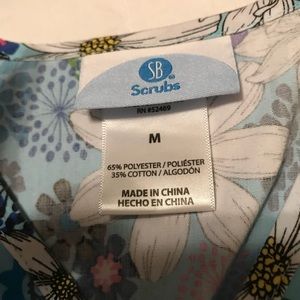 SB
Scrubs
RN #52469
M
65% POLYESTER / POLIÉSTER
35% COTTON / ALGODÓN
MADE IN CHINA
HECHO EN CHINA